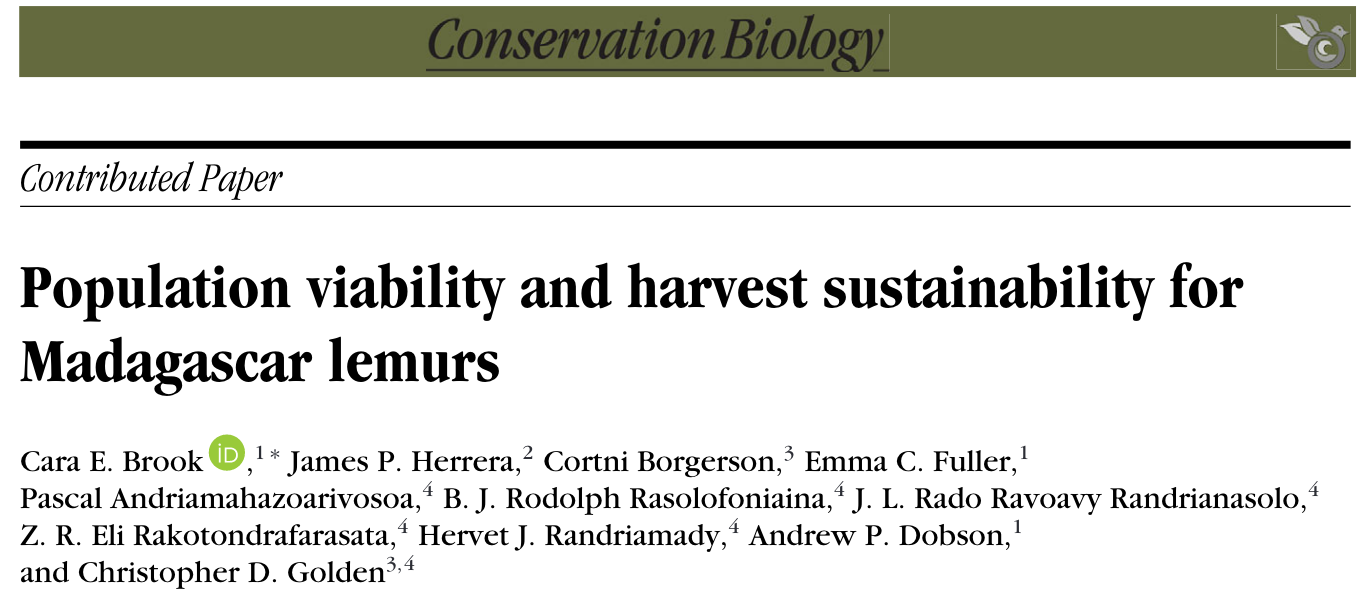 Conservation Biology
Contributed Paper
Population viability and harvest sustainability for
Madagascar lemurs
Cara E. Brook iD,1* James P. Herrera,2 Cortni Borgerson,3 Emma C. Fuller,1
Pascal Andriamahazoarivosoa,4 B. J. Rodolph Rasolofoniaina,4 J. L. Rado Ravoavy Randrianasolo,4
Z. R. Eli Rakotondrafarasata,4 Hervet J. Randriamady,4 Andrew P. Dobson,1
and Christopher D. Golden3,4